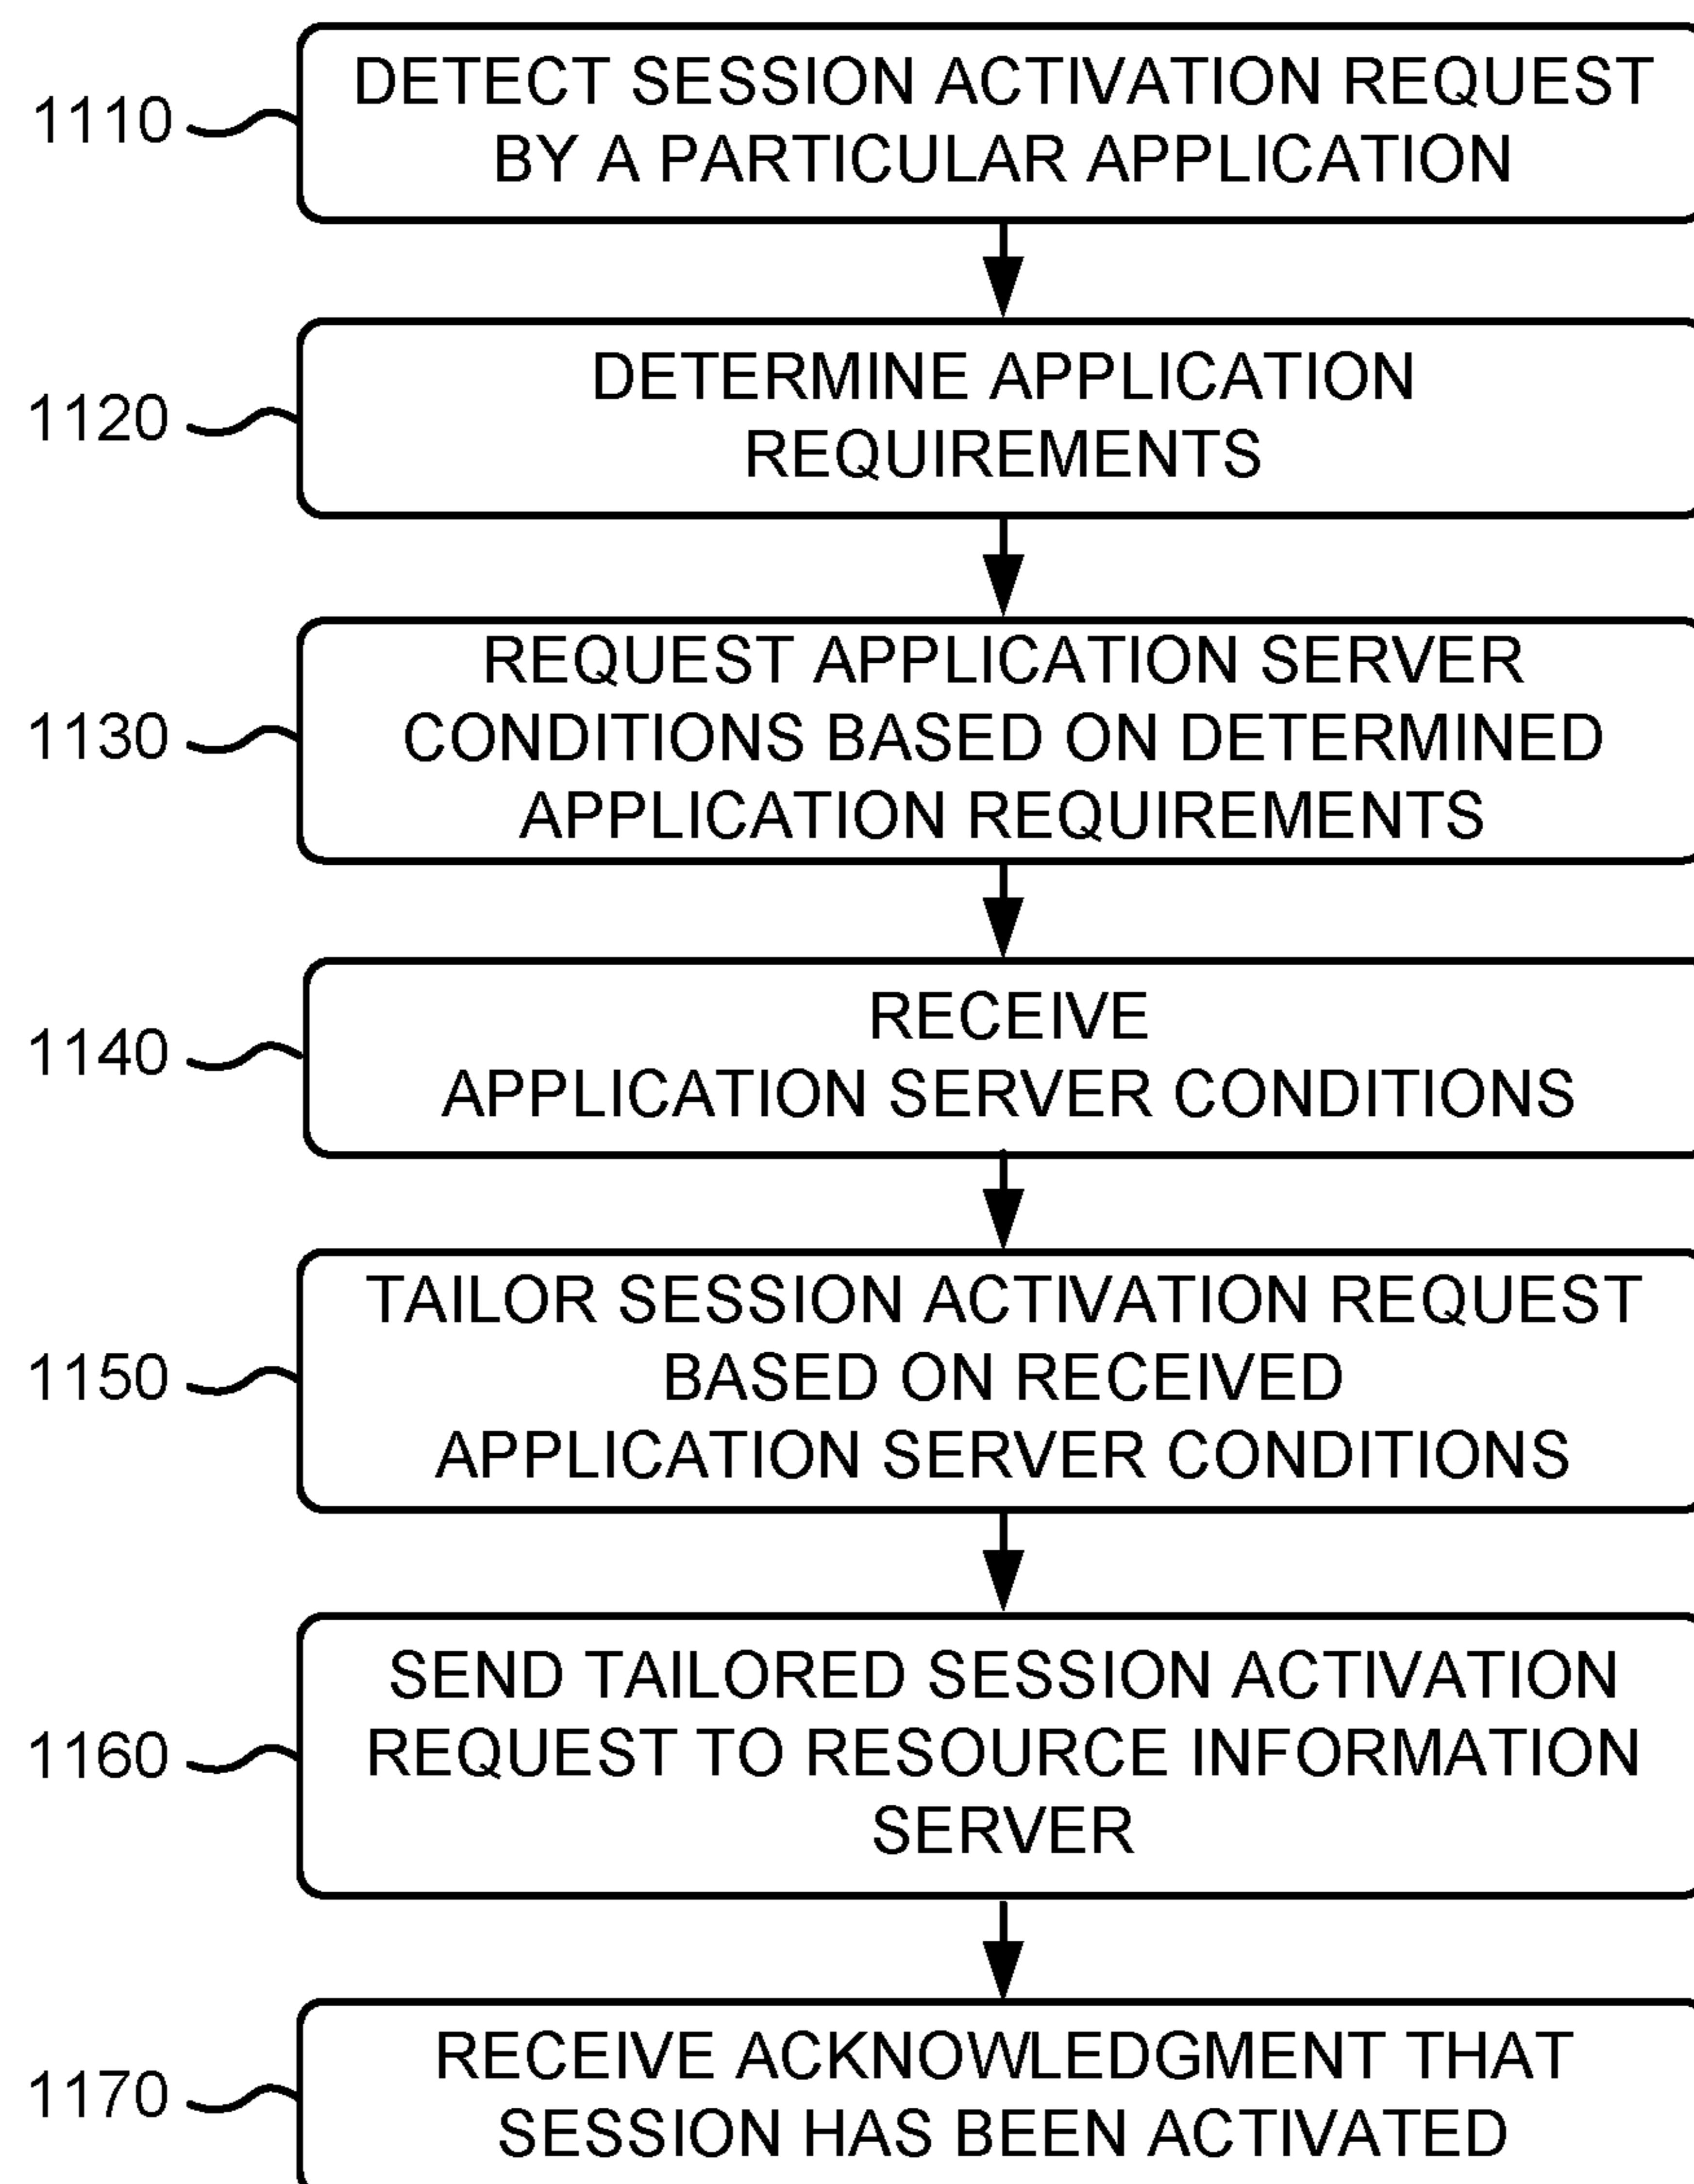 DETECT SESSION ACTIVATION REQUEST
1110
BY A PARTICULAR APPLICATION
DETERMINE APPLICATION
1120
REQUIREMENTS
REQUEST APPLICATION SERVER
1130
CONDITIONS BASED ON DETERMINED
APPLICATION REQUIREMENTS
RECEIVE
1140
APPLICATION SERVER CONDITIONS
TAILOR SESSION ACTIVATION REQUEST
1150
BASED ON RECEIVED
APPLICATION SERVER CONDITIONS
SEND TAILORED SESSION ACTIVATION
1160
REQUEST TO RESOURCE INFORMATION
SERVER
RECEIVE ACKNOWLEDGMENT THAT
1170
SESSION HAS BEEN ACTIVATED